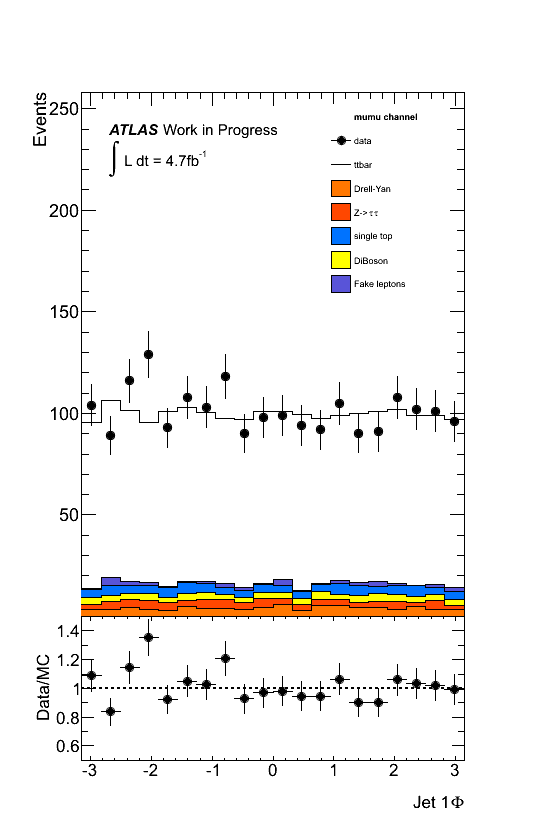 Events
250
200
150
100
50
ATLAS Work in Progress
∫ L dt = 4.7fb⁻¹
mumu channel
data
ttbar
Drell-Yan
Z->ττ
single top
DiBoson
Fake leptons
Data/MC
1.4
1.2
1
0.8
0.6
-3 -2 -1 0 1 2 3
Jet 1Φ